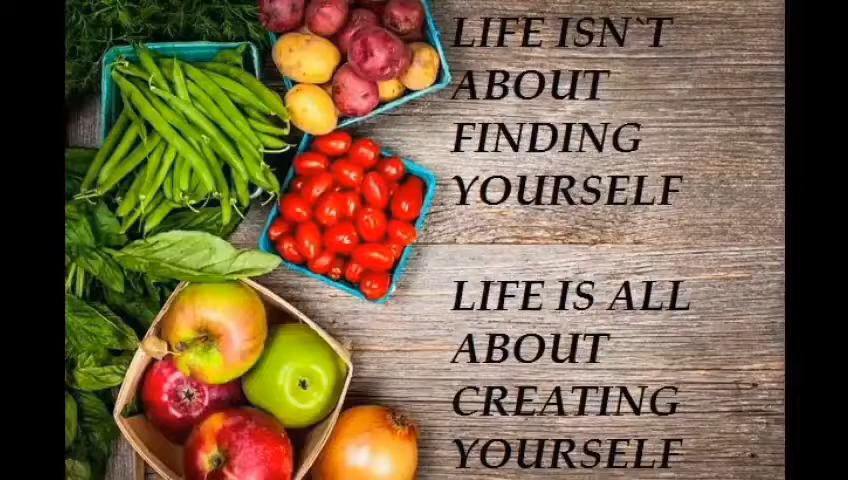 LIFE ISN`T
ABOUT
FINDING
YOURSELF
LIFE IS ALL
ABOUT
CREATING
YOURSELF